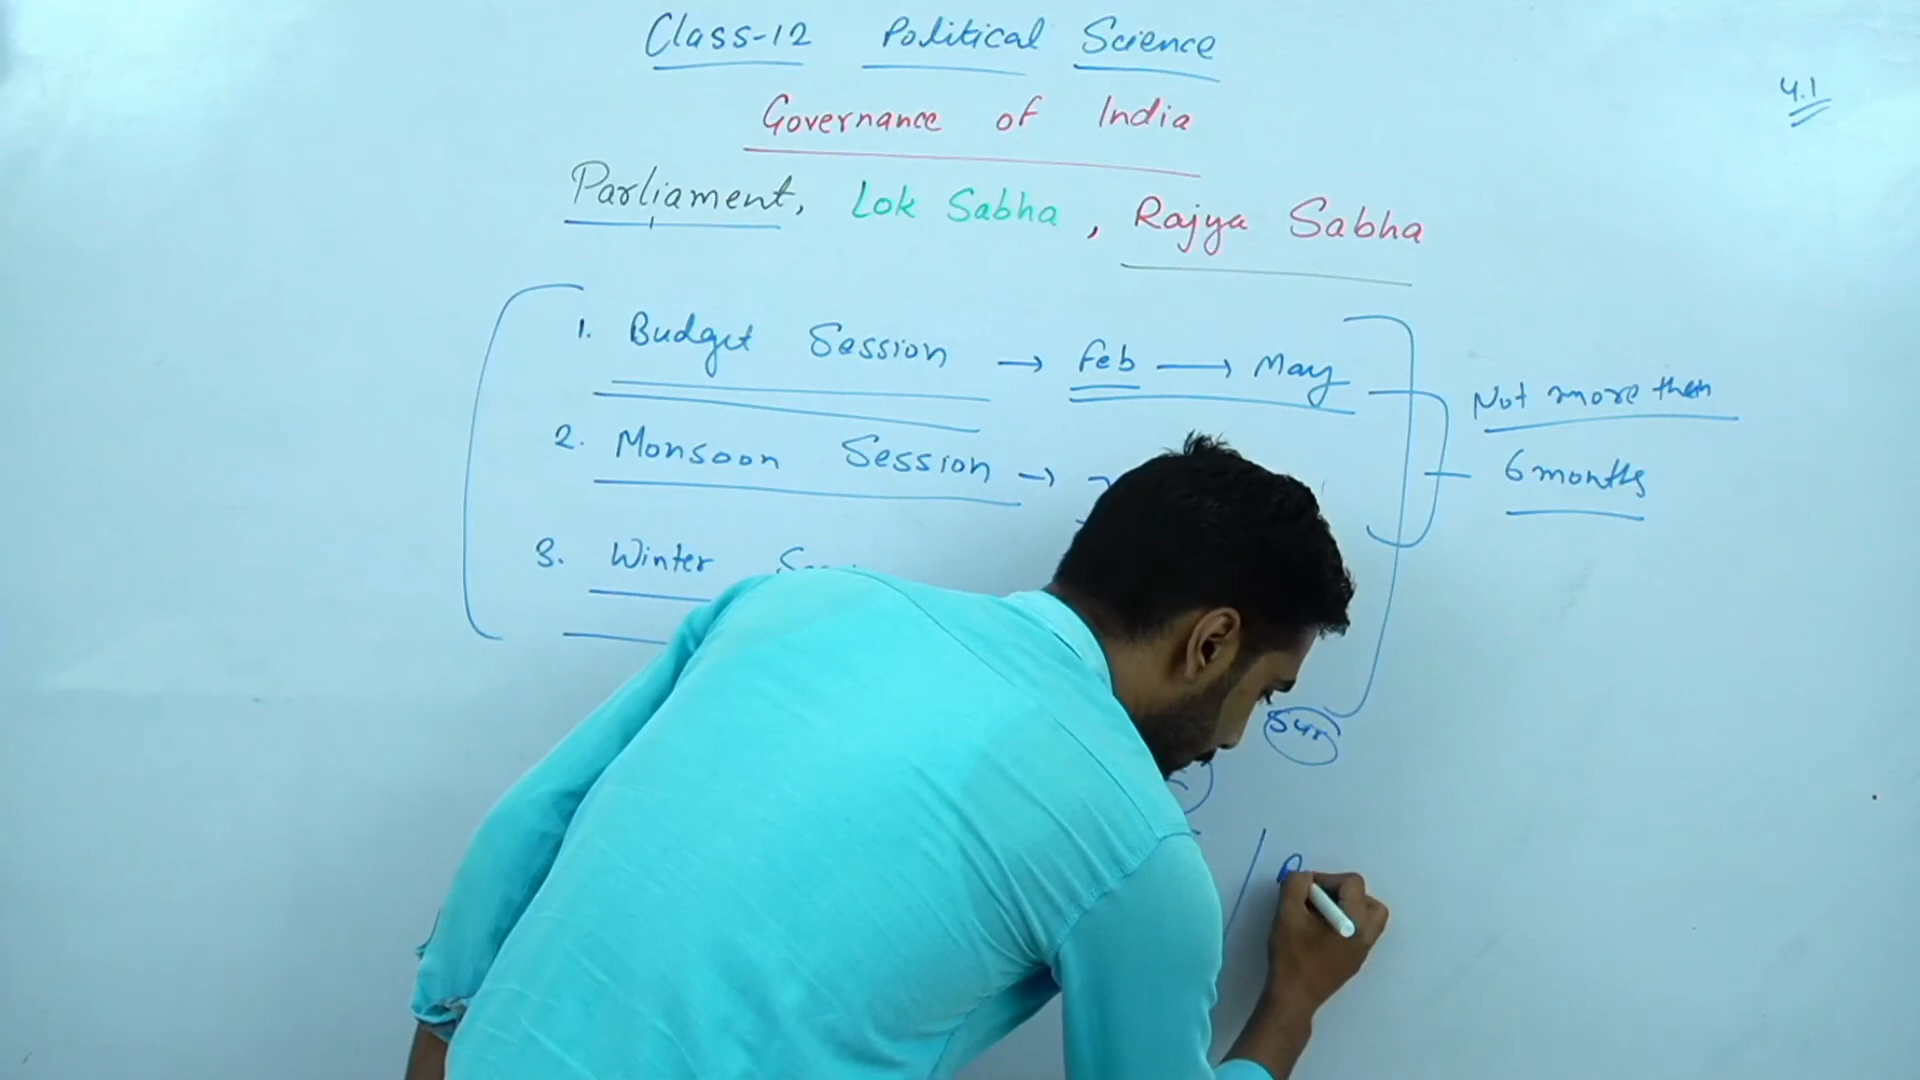 Class-12 Political Science
4.1
Governance of India
Parliament, Lok Sabha, Rajya Sabha
1. Budget Session → Feb → May
Not more then
2. Monsoon Session →
6 months
3. Winter
5yr